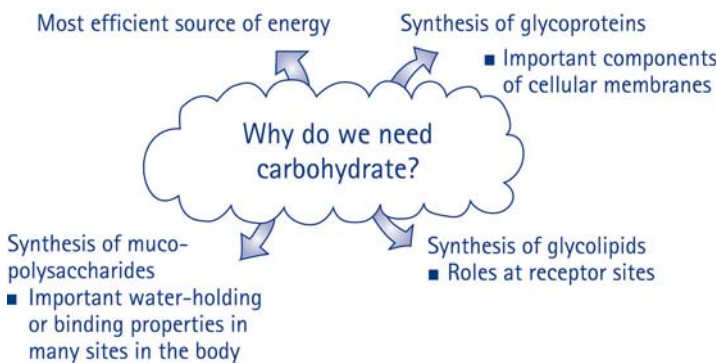 Most efficient source of energy
Synthesis of glycoproteins
■ Important components
of cellular membranes
Why do we need
carbohydrate?
Synthesis of muco-
polysaccharides
■ Important water-holding
or binding properties in
many sites in the body
Synthesis of glycolipids
■ Roles at receptor sites